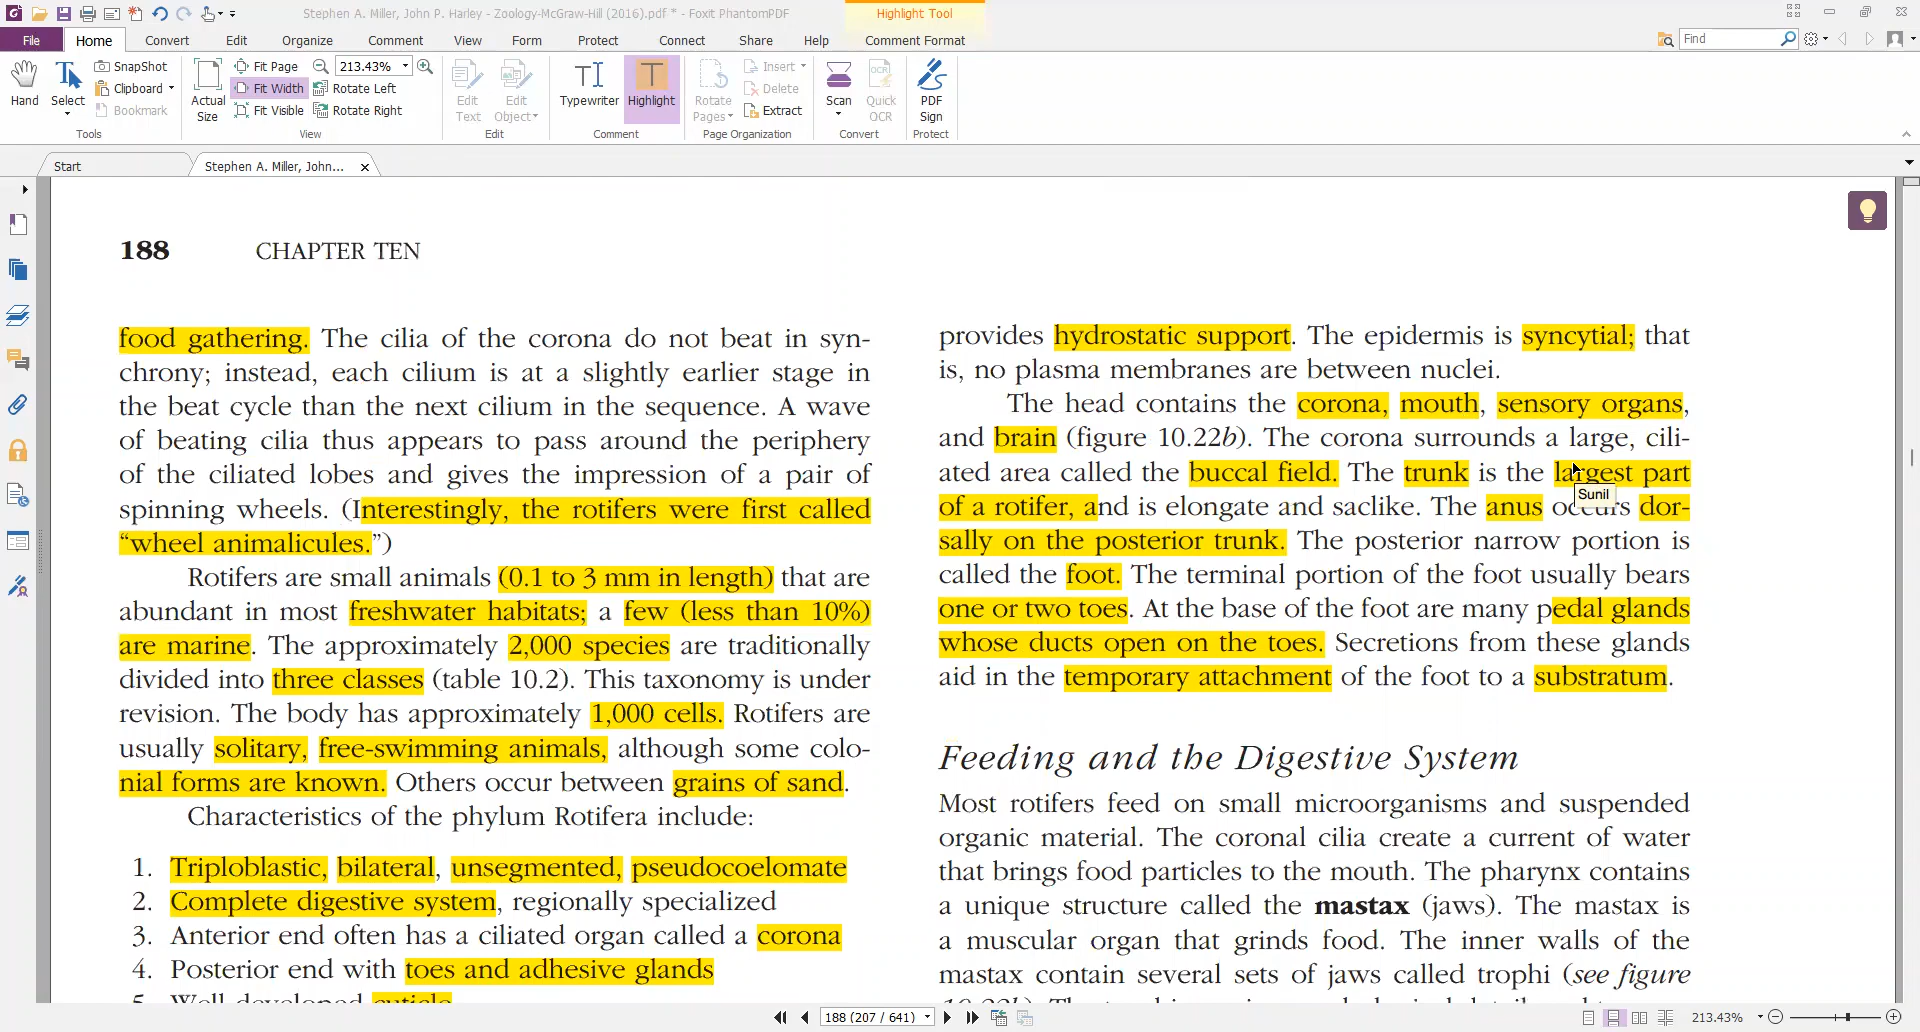 Stephen A. Miller, John P. Harley - Zoology-McGraw-Hill (2016).pdf * - Foxit PhantomPDF
Highlight Tool
File
Home
Convert
Edit
Organize
Comment
View
Form
Protect
Connect
Share
Help
Comment Format
Find
Hand
Select
SnapShot
Clipboard
Bookmark
Tools
Actual Size
Fit Page
Fit Width
Fit Visible
213.43%
Rotate Left
Rotate Right
View
Edit Text
Edit Object
Edit
Typewriter
Highlight
Comment
Rotate Pages
Insert
Delete
Extract
Page Organization
Scan
Quick OCR
Convert
PDF Sign
Protect
Start
Stephen A. Miller, John...
188 CHAPTER TEN
food gathering. The cilia of the corona do not beat in syn-
chrony; instead, each cilium is at a slightly earlier stage in
the beat cycle than the next cilium in the sequence. A wave
of beating cilia thus appears to pass around the periphery
of the ciliated lobes and gives the impression of a pair of
spinning wheels. (Interestingly, the rotifers were first called
“wheel animalicules.”)
Rotifers are small animals (0.1 to 3 mm in length) that are
abundant in most freshwater habitats; a few (less than 10%)
are marine. The approximately 2,000 species are traditionally
divided into three classes (table 10.2). This taxonomy is under
revision. The body has approximately 1,000 cells. Rotifers are
usually solitary, free-swimming animals, although some colo-
nial forms are known. Others occur between grains of sand.
Characteristics of the phylum Rotifera include:
1. Triploblastic, bilateral, unsegmented, pseudocoelomate
2. Complete digestive system, regionally specialized
3. Anterior end often has a ciliated organ called a corona
4. Posterior end with toes and adhesive glands
5. Well-developed cuticle
provides hydrostatic support. The epidermis is syncytial; that
is, no plasma membranes are between nuclei.
The head contains the corona, mouth, sensory organs,
and brain (figure 10.22b). The corona surrounds a large, cili-
ated area called the buccal field. The trunk is the largest part
Sunil
of a rotifer, and is elongate and saclike. The anus occurs dor-
sally on the posterior trunk. The posterior narrow portion is
called the foot. The terminal portion of the foot usually bears
one or two toes. At the base of the foot are many pedal glands
whose ducts open on the toes. Secretions from these glands
aid in the temporary attachment of the foot to a substratum.
Feeding and the Digestive System
Most rotifers feed on small microorganisms and suspended
organic material. The coronal cilia create a current of water
that brings food particles to the mouth. The pharynx contains
a unique structure called the mastax (jaws). The mastax is
a muscular organ that grinds food. The inner walls of the
mastax contain several sets of jaws called trophi (see figure
188 (207 / 641)
213.43%